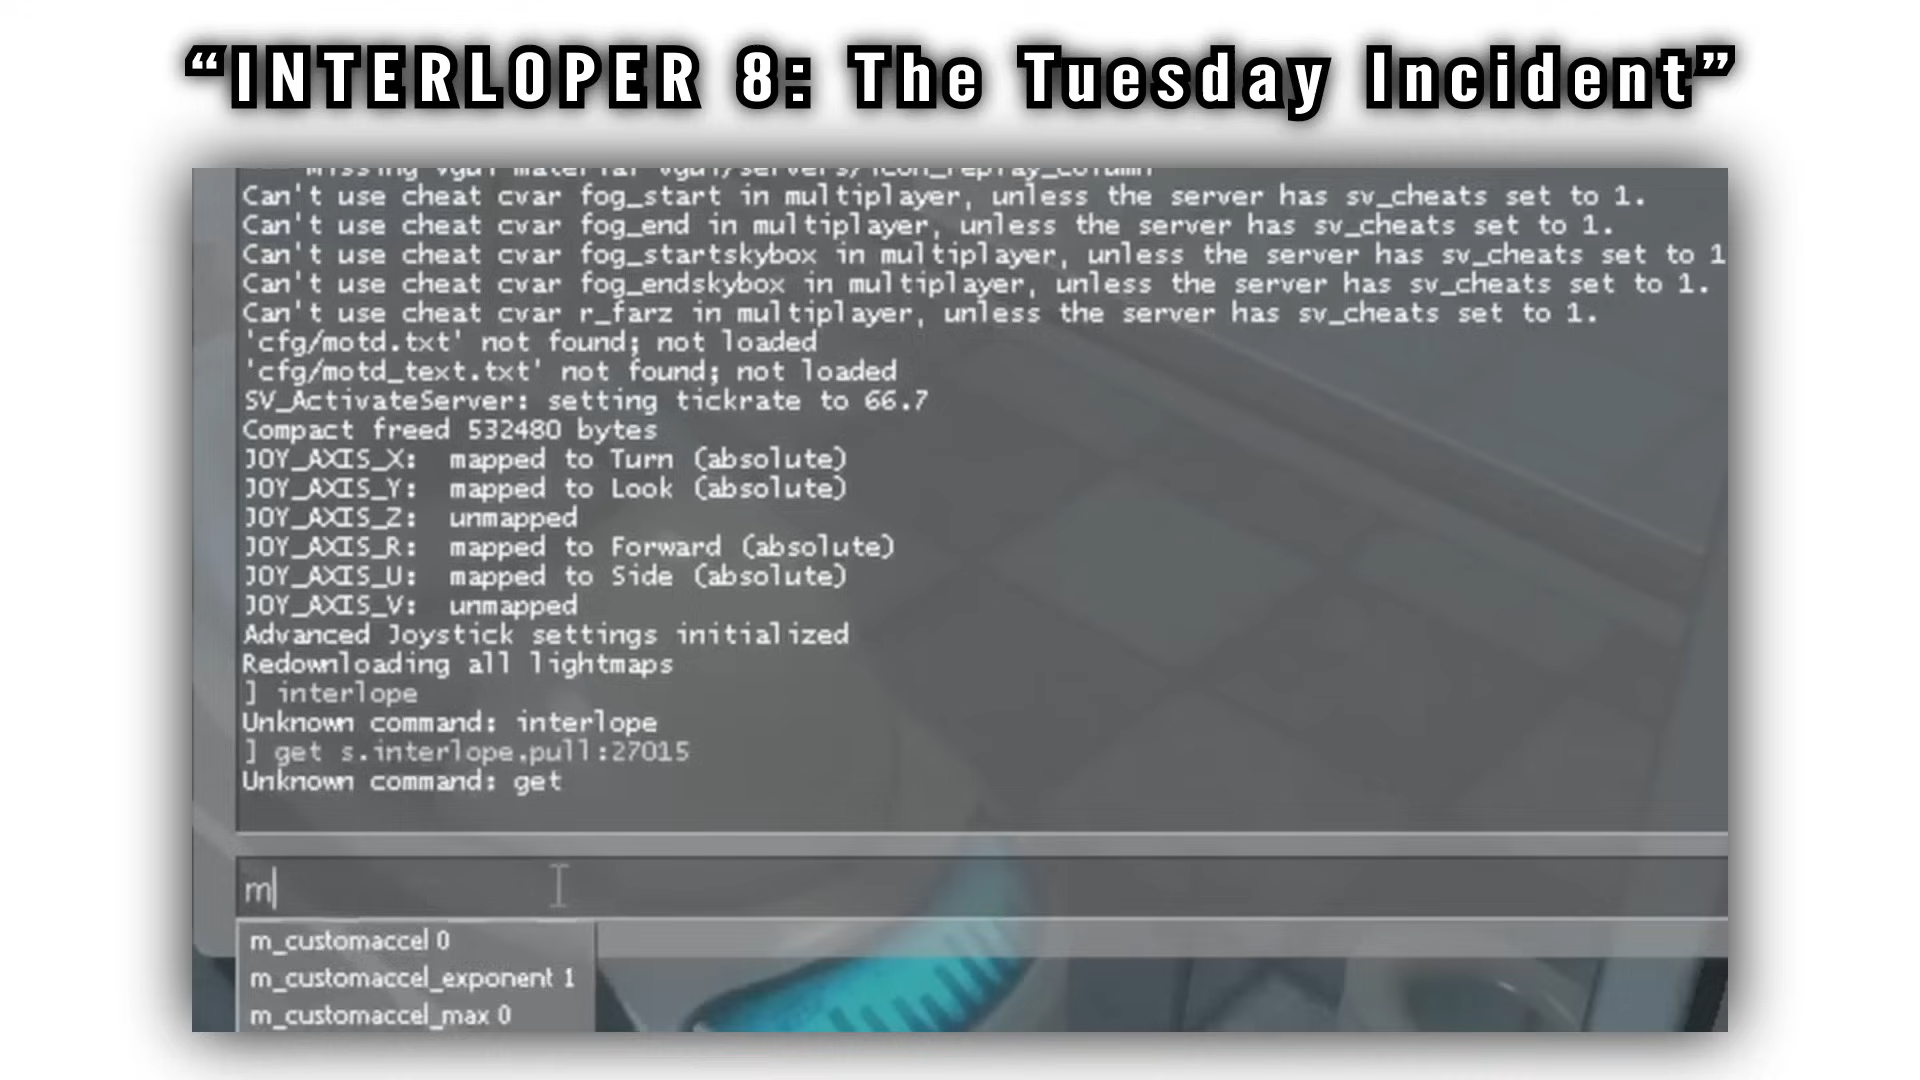 “INTERLOPER 8: The Tuesday Incident”
Missing vgui material vgui/servers/icon_replay_column
Can't use cheat cvar fog_start in multiplayer, unless the server has sv_cheats set to 1.
Can't use cheat cvar fog_end in multiplayer, unless the server has sv_cheats set to 1.
Can't use cheat cvar fog_startskybox in multiplayer, unless the server has sv_cheats set to 1
Can't use cheat cvar fog_endskybox in multiplayer, unless the server has sv_cheats set to 1.
Can't use cheat cvar r_farz in multiplayer, unless the server has sv_cheats set to 1.
'cfg/motd.txt' not found; not loaded
'cfg/motd_text.txt' not found; not loaded
SV_ActivateServer: setting tickrate to 66.7
Compact freed 532480 bytes
JOY_AXIS_X:  mapped to Turn (absolute)
JOY_AXIS_Y:  mapped to Look (absolute)
JOY_AXIS_Z:  unmapped
JOY_AXIS_R:  mapped to Forward (absolute)
JOY_AXIS_U:  mapped to Side (absolute)
JOY_AXIS_V:  unmapped
Advanced Joystick settings initialized
Redownloading all lightmaps
] interlope
Unknown command: interlope
] get s.interlope.pull:27015
Unknown command: get
m
m_customaccel 0
m_customaccel_exponent 1
m_customaccel_max 0